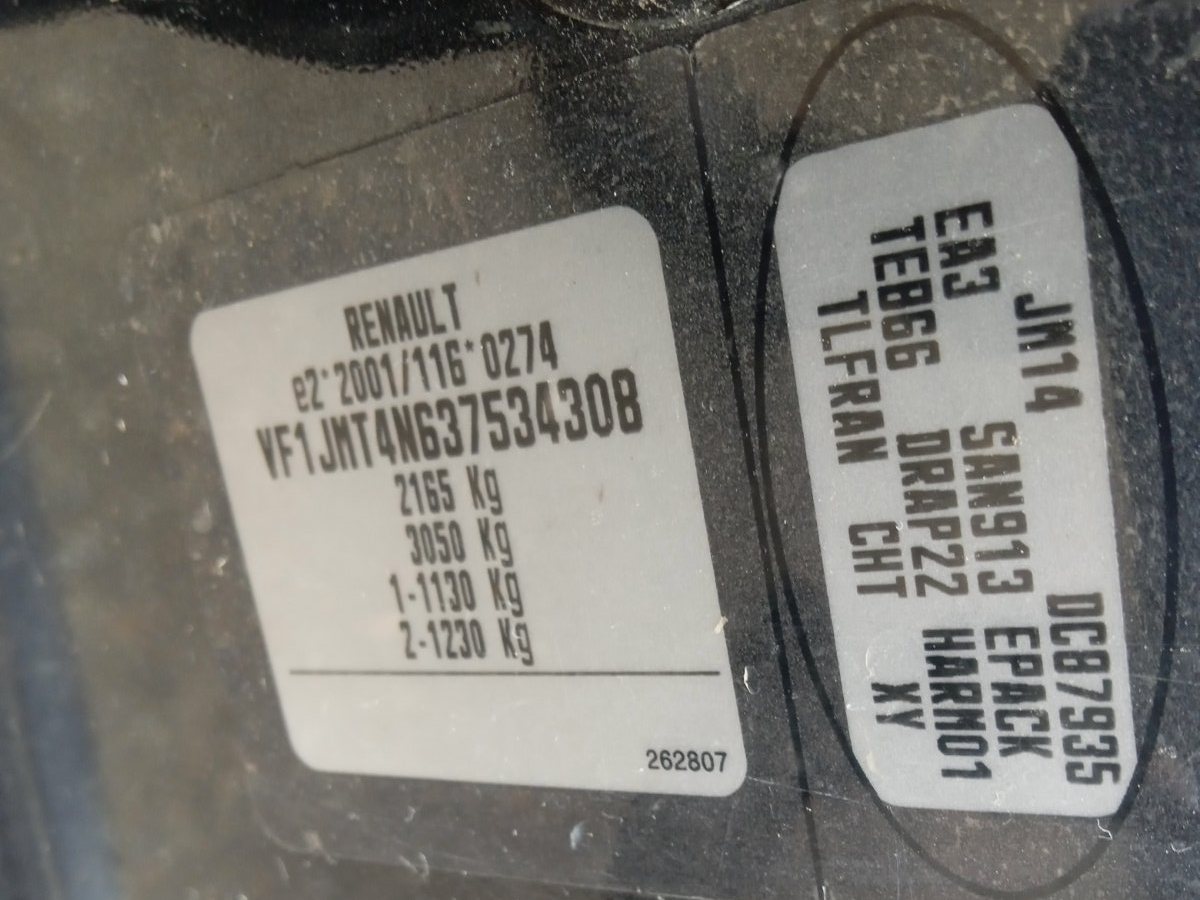 RENAULT
e2*2001/116*0274
VF1JMT4N637534308
2165 Kg
3050 Kg
1-1130 Kg
2-1230 Kg
262807
JM14 DC87935
EA3 SAN913 EPACK
TEB66 DRAP22 HARM01
TLFRAN CHT XY